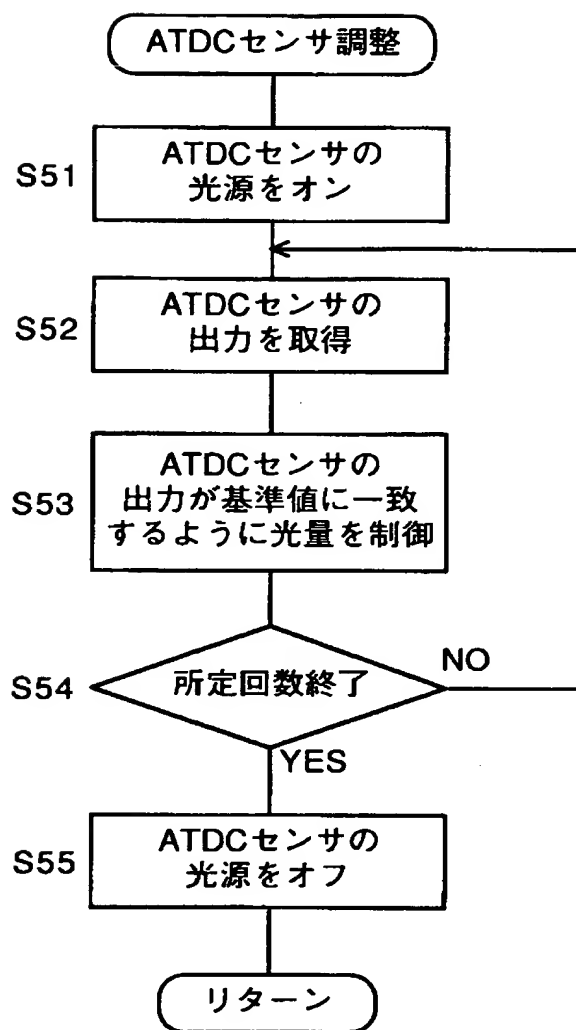 ATDCセンサ調整
S51
ATDCセンサの
光源をオン
S52
ATDCセンサの
出力を取得
S53
ATDCセンサの
出力が基準値に一致
するように光量を制御
S54
所定回数終了
NO
YES
S55
ATDCセンサの
光源をオフ
リターン